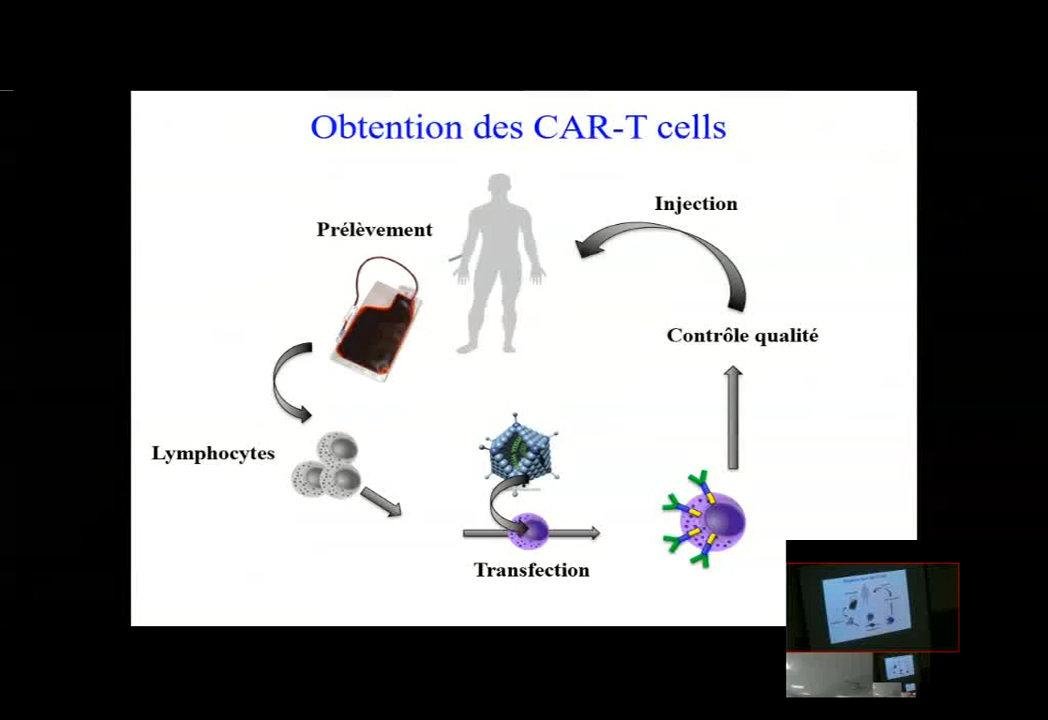 Obtention des CAR-T cells
Injection
Prélèvement
Contrôle qualité
Lymphocytes
Transfection